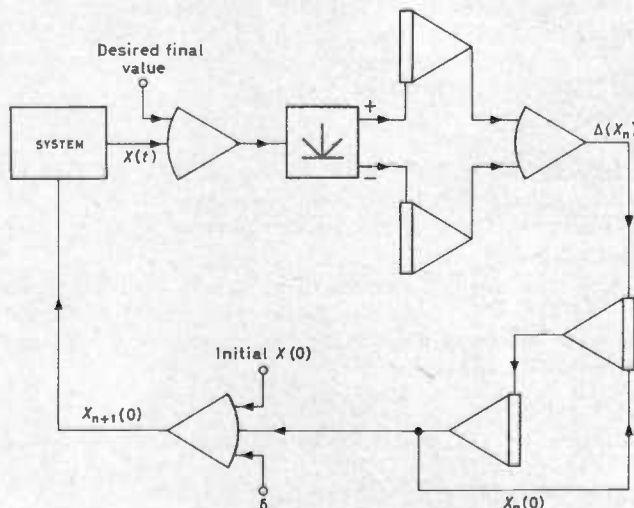 Desired final
value
SYSTEM
X(t)
+
−
Δ(Xₙ)
Initial X(0)
Xₙ₊₁(0)
δ
Xₙ(0)